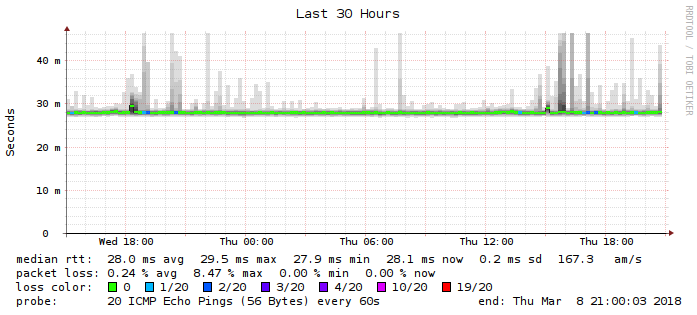 Last 30 Hours
RRDTOOL / TOBI OETIKER
Seconds
40 m
30 m
20 m
10 m
0
Wed 18:00 Thu 00:00 Thu 06:00 Thu 12:00 Thu 18:00
median rtt: 28.0 ms avg 29.5 ms max 27.9 ms min 28.1 ms now 0.2 ms sd 167.3 am/s
packet loss: 0.24 % avg 8.47 % max 0.00 % min 0.00 % now
loss color: 0 1/20 2/20 3/20 4/20 10/20 19/20
probe: 20 ICMP Echo Pings (56 Bytes) every 60s end: Thu Mar 8 21:00:03 2018